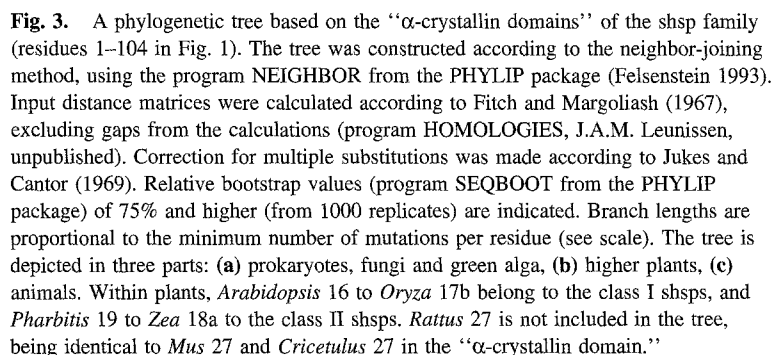 Fig. 3. A phylogenetic tree based on the “α-crystallin domains” of the shsp family
(residues 1–104 in Fig. 1). The tree was constructed according to the neighbor-joining
method, using the program NEIGHBOR from the PHYLIP package (Felsenstein 1993).
Input distance matrices were calculated according to Fitch and Margoliash (1967),
excluding gaps from the calculations (program HOMOLOGIES, J.A.M. Leunissen,
unpublished). Correction for multiple substitutions was made according to Jukes and
Cantor (1969). Relative bootstrap values (program SEQBOOT from the PHYLIP
package) of 75% and higher (from 1000 replicates) are indicated. Branch lengths are
proportional to the minimum number of mutations per residue (see scale). The tree is
depicted in three parts: (a) prokaryotes, fungi and green alga, (b) higher plants, (c)
animals. Within plants, Arabidopsis 16 to Oryza 17b belong to the class I shsps, and
Pharbitis 19 to Zea 18a to the class II shsps. Rattus 27 is not included in the tree,
being identical to Mus 27 and Cricetulus 27 in the “α-crystallin domain.”